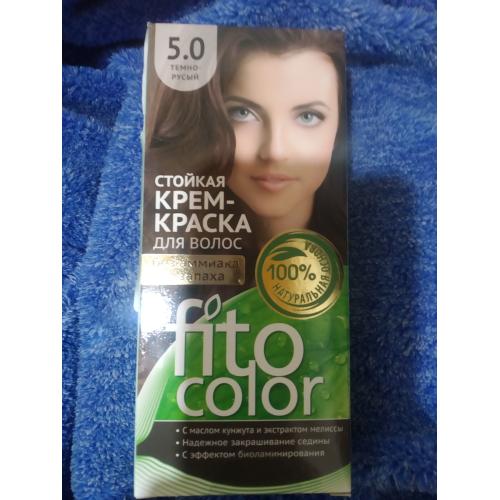 5.0
ТЕМНО-
РУСЫЙ
СТОЙКАЯ
КРЕМ-
КРАСКА
ДЛЯ ВОЛОС
100%
НАТУРАЛЬНАЯ ОСНОВА
fito
color
• С маслом кунжута и экстрактом мелиссы
• Надежное закрашивание седины
• С эффектом биоламинирования